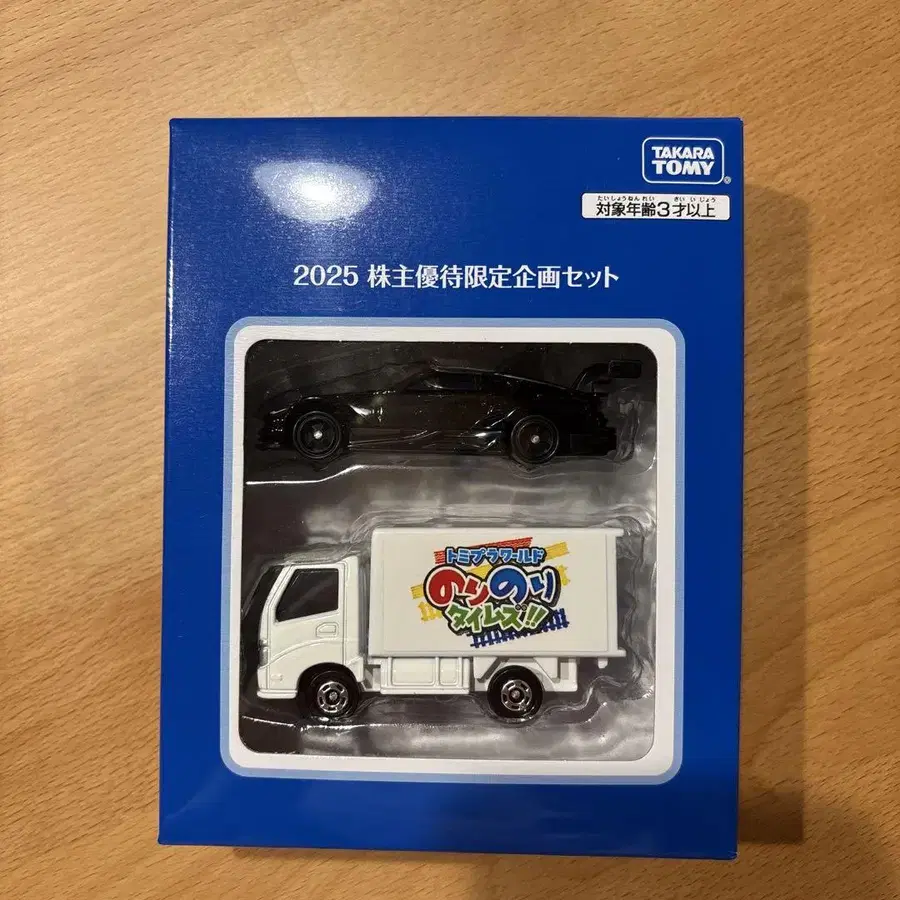 TAKARA
TOMY
®
たいしょうねんれい さいいじょう
対象年齢3才以上
2025 株主優待限定企画セット
トミプラワールド
のりのり
タイムズ!!